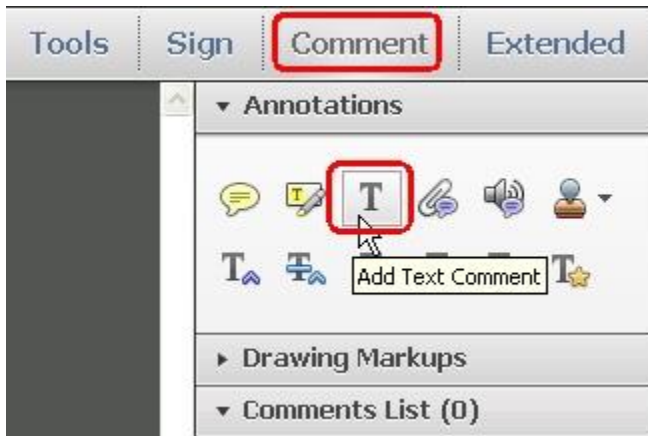 Tools Sign Comment Extended
Annotations
T T
T T Add Text Comment T
Drawing Markups
Comments List (0)